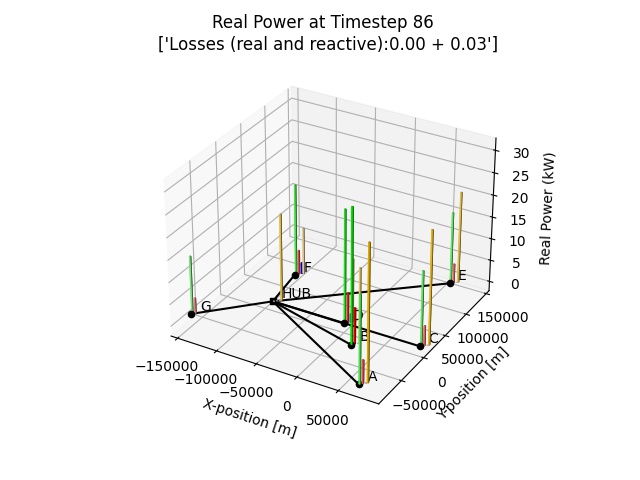 Real Power at Timestep 86
['Losses (real and reactive):0.00 + 0.03']
30
25
20
15
10
5
0
Real Power (kW)
F
HUB
E
G
B
C
A
−150000
−100000
−50000
0
50000
X-position [m]
−50000
0
50000
100000
150000
Y-position [m]